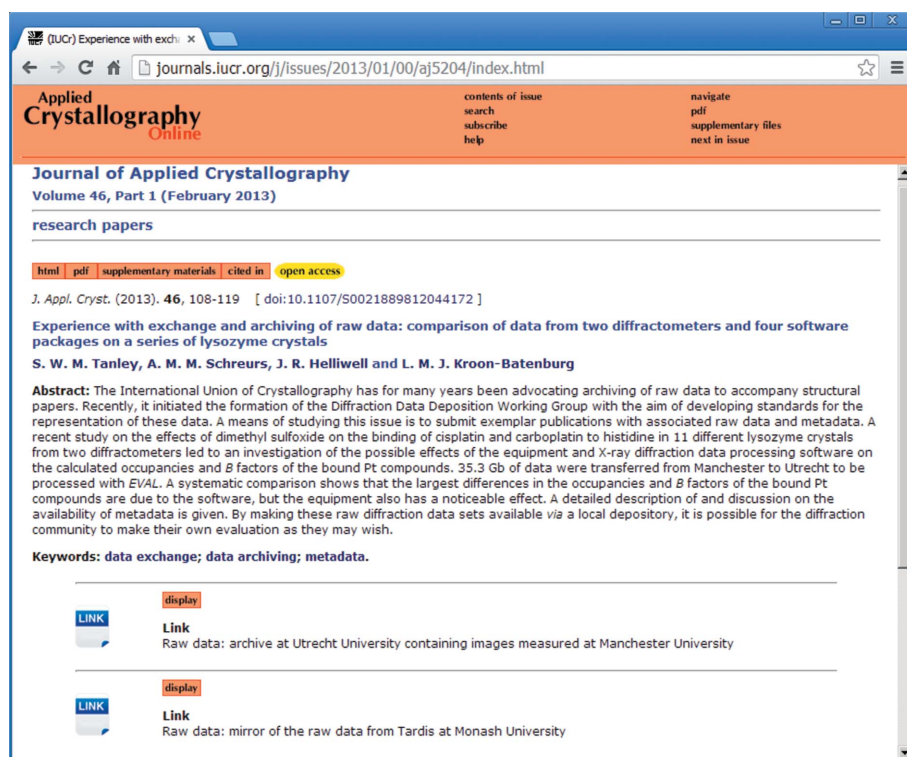 (IUCr) Experience with exch
journals.iucr.org/j/issues/2013/01/00/aj5204/index.html
Applied
Crystallography
Online
contents of issue
search
subscribe
help
navigate
pdf
supplementary files
next in issue
Journal of Applied Crystallography
Volume 46, Part 1 (February 2013)
research papers
html pdf supplementary materials cited in open access
J. Appl. Cryst. (2013). 46, 108-119 [ doi:10.1107/S0021889812044172 ]
Experience with exchange and archiving of raw data: comparison of data from two diffractometers and four software
packages on a series of lysozyme crystals
S. W. M. Tanley, A. M. M. Schreurs, J. R. Helliwell and L. M. J. Kroon-Batenburg
Abstract: The International Union of Crystallography has for many years been advocating archiving of raw data to accompany structural
papers. Recently, it initiated the formation of the Diffraction Data Deposition Working Group with the aim of developing standards for the
representation of these data. A means of studying this issue is to submit exemplar publications with associated raw data and metadata. A
recent study on the effects of dimethyl sulfoxide on the binding of cisplatin and carboplatin to histidine in 11 different lysozyme crystals
from two diffractometers led to an investigation of the possible effects of the equipment and X-ray diffraction data processing software on
the calculated occupancies and B factors of the bound Pt compounds. 35.3 Gb of data were transferred from Manchester to Utrecht to be
processed with EVAL. A systematic comparison shows that the largest differences in the occupancies and B factors of the bound Pt
compounds are due to the software, but the equipment also has a noticeable effect. A detailed description of and discussion on the
availability of metadata is given. By making these raw diffraction data sets available via a local depository, it is possible for the diffraction
community to make their own evaluation as they may wish.
Keywords: data exchange; data archiving; metadata.
display
LINK
Link
Raw data: archive at Utrecht University containing images measured at Manchester University
display
LINK
Link
Raw data: mirror of the raw data from Tardis at Monash University